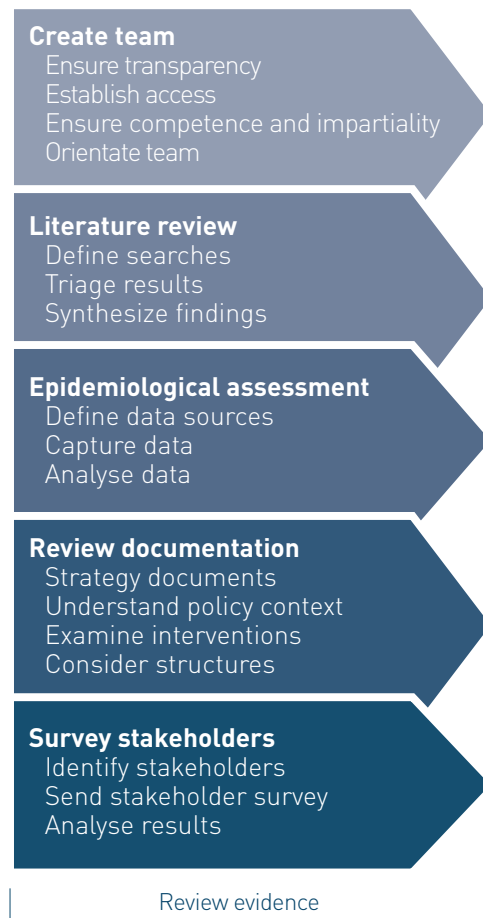 Create team
Ensure transparency
Establish access
Ensure competence and impartiality
Orientate team
Literature review
Define searches
Triage results
Synthesize findings
Epidemiological assessment
Define data sources
Capture data
Analyse data
Review documentation
Strategy documents
Understand policy context
Examine interventions
Consider structures
Survey stakeholders
Identify stakeholders
Send stakeholder survey
Analyse results
Review evidence